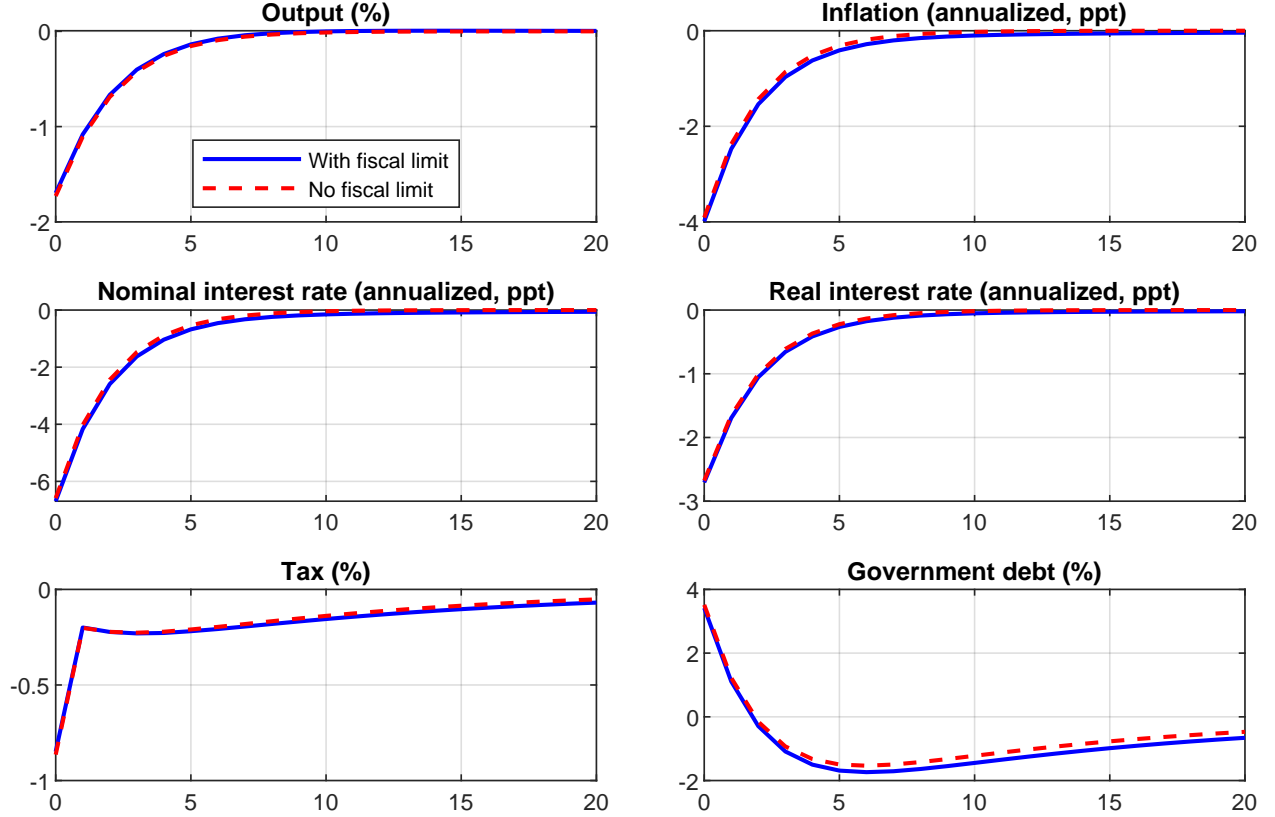 Output (%)
0
-1
-2
0 5 10 15 20
With fiscal limit
No fiscal limit
Inflation (annualized, ppt)
0
-2
-4
0 5 10 15 20
Nominal interest rate (annualized, ppt)
0
-2
-4
-6
0 5 10 15 20
Real interest rate (annualized, ppt)
0
-1
-2
-3
0 5 10 15 20
Tax (%)
0
-0.5
-1
0 5 10 15 20
Government debt (%)
4
2
0
-2
0 5 10 15 20